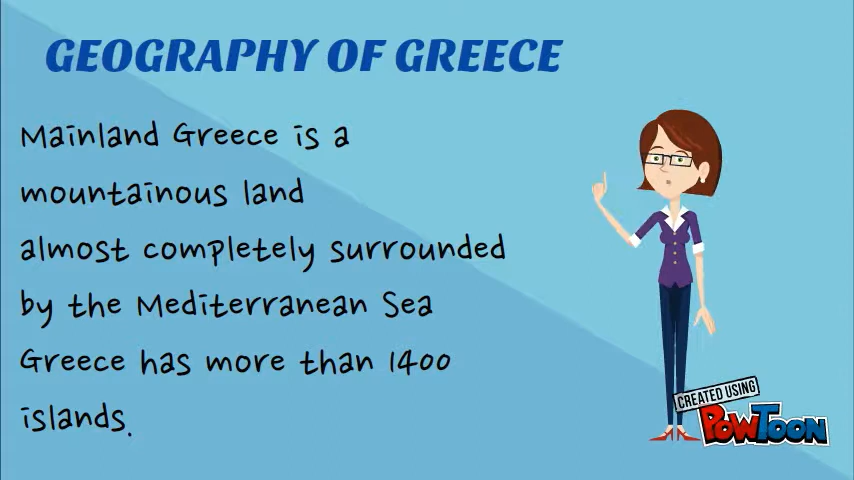 GEOGRAPHY OF GREECE
Mainland Greece is a
mountainous land
almost completely surrounded
by the Mediterranean Sea
Greece has more than 1400
islands.
CREATED USING
POWTOON